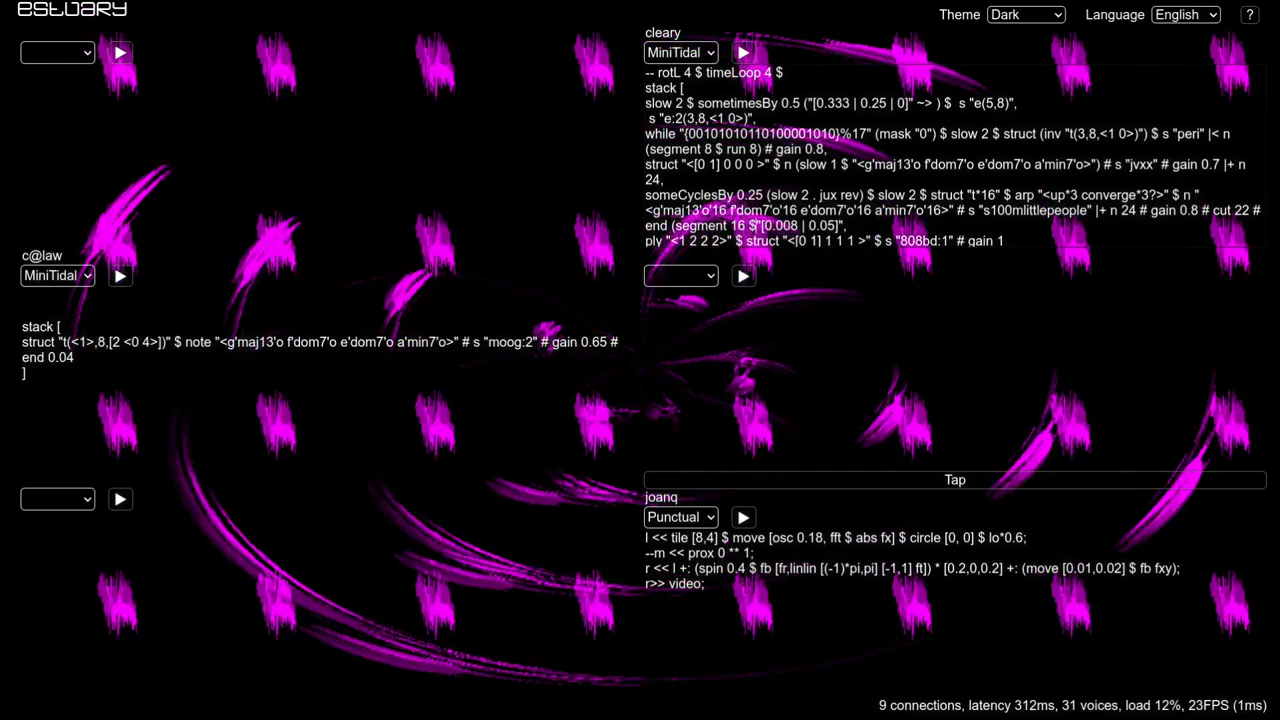 estuary
Theme Dark Language English ?
cleary
MiniTidal
-- rotL 4 $ timeLoop 4 $
stack [
slow 2 $ sometimesBy 0.5 ("[0.333 | 0.25 | 0]" ~> ) $  s "e(5,8)",
s "e:2(3,8,<1 0>)",
while "{00101010110100001010}%17" (mask "0") $ slow 2 $ struct (inv "t(3,8,<1 0>)") $ s "peri" |< n
(segment 8 $ run 8) # gain 0.8,
struct "<[0 1] 0 0 0 >" $ n (slow 1 $ "<g'maj13'o f'dom7'o e'dom7'o a'min7'o>") # s "jvxx" # gain 0.7 |+ n
24,
someCyclesBy 0.25 (slow 2 . jux rev) $ slow 2 $ struct "t*16" $ arp "<up*3 converge*3?>" $ n "
<g'maj13'o'16 f'dom7'o'16 e'dom7'o'16 a'min7'o'16>" # s "s100mlittlepeople" |+ n 24 # gain 0.8 # cut 22 #
end (segment 16 $"[0.008 | 0.05]",
ply "<1 2 2 2>" $ struct "<[0 1] 1 1 1 >" $ s "808bd:1" # gain 1
c@law
MiniTidal
stack [
struct "t(<1>,8,[2 <0 4>])" $ note "<g'maj13'o f'dom7'o e'dom7'o a'min7'o>" # s "moog:2" # gain 0.65 #
end 0.04
]
Tap
joanq
Punctual
l << tile [8,4] $ move [osc 0.18, fft $ abs fx] $ circle [0, 0] $ lo*0.6;
--m << prox 0 ** 1;
r << l +: (spin 0.4 $ fb [fr,linlin [(-1)*pi,pi] [-1,1] ft]) * [0.2,0,0.2] +: (move [0.01,0.02] $ fb fxy);
r>> video;
9 connections, latency 312ms, 31 voices, load 12%, 23FPS (1ms)